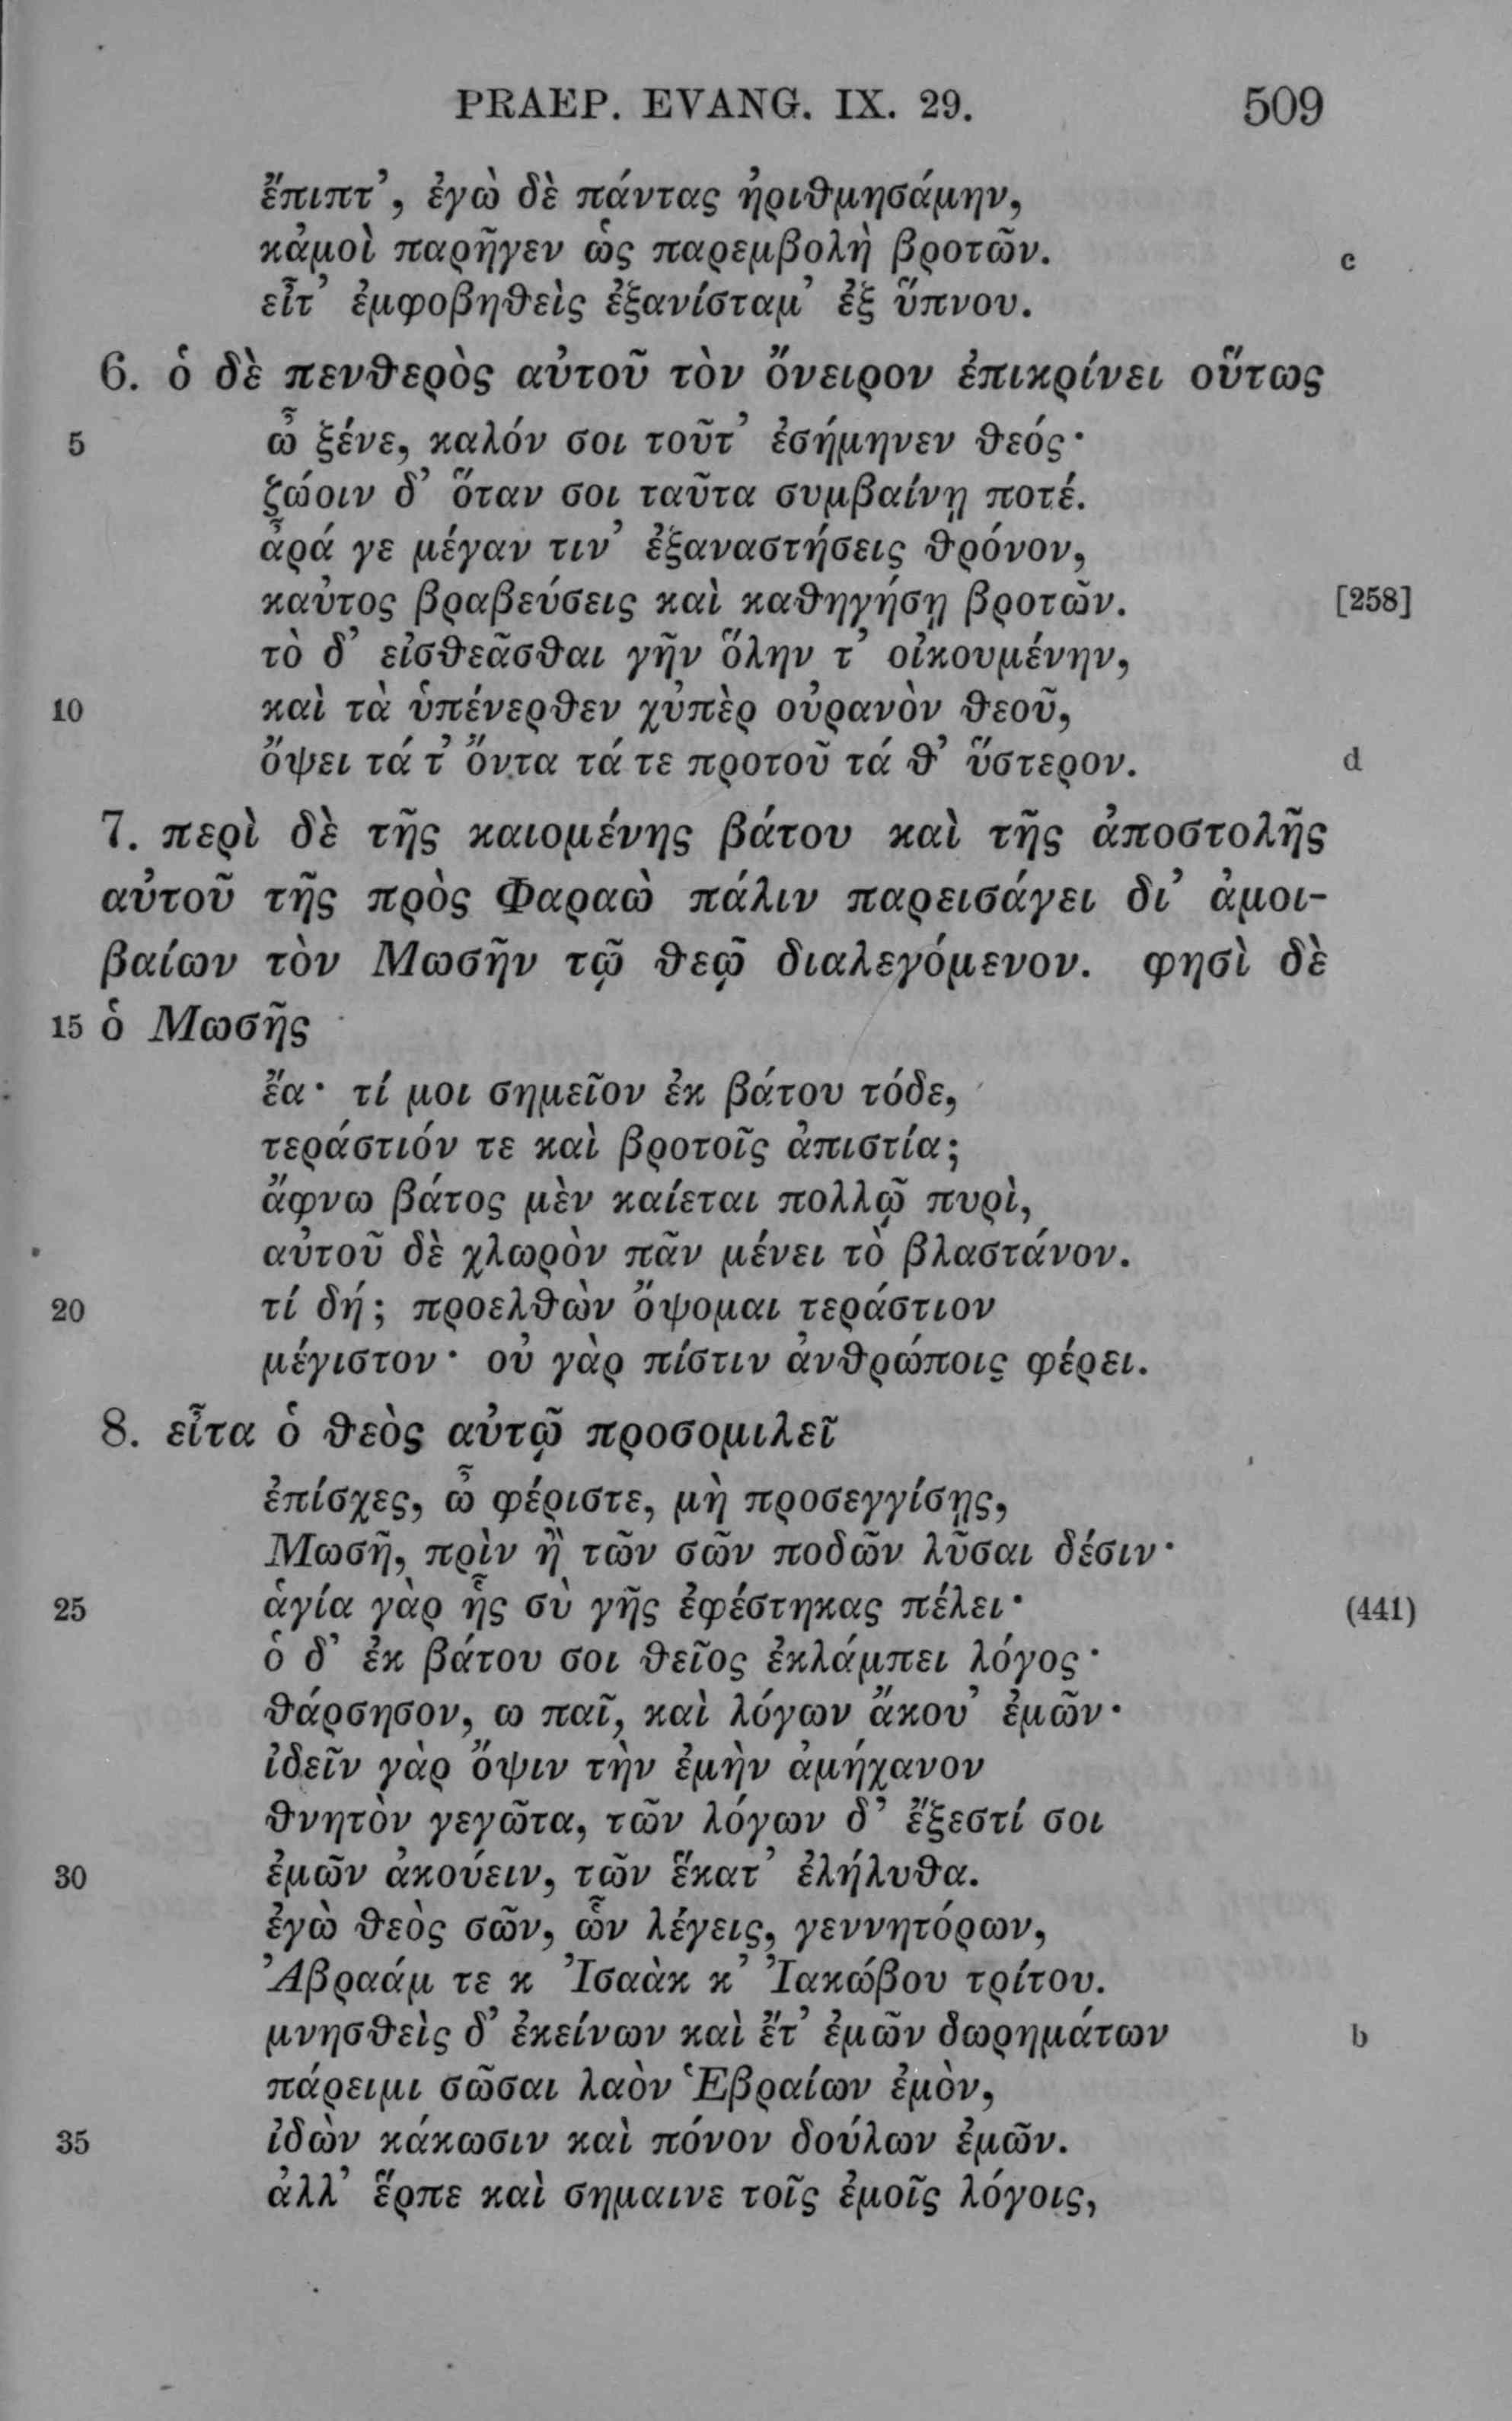 PRAEP. EVANG. IX. 29. 509
ἔπιπτ’, ἐγὼ δὲ πάντας ἠριθμησάμην,
κἀμοὶ παρῆγεν ὡς παρεμβολὴ βροτῶν. c
εἶτ’ ἐμφοβηθεὶς ἐξανίσταμ’ ἐξ ὕπνου.
6. ὁ δὲ πενθερὸς αὐτοῦ τὸν ὄνειρον ἐπικρίνει οὕτως
5 ὦ ξένε, καλόν σοι τοῦτ’ ἐσήμηνεν θεός·
ζώοιν δ’ ὅταν σοι ταῦτα συμβαίνῃ ποτέ.
ἆρά γε μέγαν τιν’ ἐξαναστήσεις θρόνον,
καὐτος βραβεύσεις καὶ καθηγήσῃ βροτῶν. [258]
τὸ δ’ εἰσθεᾶσθαι γῆν ὅλην τ’ οἰκουμένην,
10 καὶ τὰ ὑπένερθεν χὐπὲρ οὐρανὸν θεοῦ,
ὄψει τά τ’ ὄντα τά τε προτοῦ τά θ’ ὕστερον. d
7. περὶ δὲ τῆς καιομένης βάτου καὶ τῆς ἀποστολῆς
αὐτοῦ τῆς πρὸς Φαραὼ πάλιν παρεισάγει δι’ ἀμοι-
βαίων τὸν Μωσῆν τῷ θεῷ διαλεγόμενον. φησὶ δὲ
15 ὁ Μωσῆς
ἔα· τί μοι σημεῖον ἐκ βάτου τόδε,
τεράστιόν τε καὶ βροτοῖς ἀπιστία;
ἄφνω βάτος μὲν καίεται πολλῷ πυρὶ,
αὐτοῦ δὲ χλωρὸν πᾶν μένει τὸ βλαστάνον.
20 τί δή; προελθὼν ὄψομαι τεράστιον
μέγιστον· οὐ γὰρ πίστιν ἀνθρώποις φέρει.
8. εἶτα ὁ θεὸς αὐτῷ προσομιλεῖ
ἐπίσχες, ὦ φέριστε, μὴ προσεγγίσῃς,
Μωσῆ, πρὶν ἢ τῶν σῶν ποδῶν λῦσαι δέσιν·
25 ἁγία γὰρ ἧς σὺ γῆς ἐφέστηκας πέλει· (441)
ὁ δ’ ἐκ βάτου σοι θεῖος ἐκλάμπει λόγος·
θάρσησον, ω παῖ, καὶ λόγων ἄκου’ ἐμῶν·
ἰδεῖν γὰρ ὄψιν τὴν ἐμὴν ἀμήχανον
θνητὸν γεγῶτα, τῶν λόγων δ’ ἔξεστί σοι
30 ἐμῶν ἀκούειν, τῶν ἕκατ’ ἐλήλυθα.
ἐγὼ θεὸς σῶν, ὧν λέγεις, γεννητόρων,
Ἀβραάμ τε κ Ἰσαὰκ κ’ Ἰακώβου τρίτου.
μνησθεὶς δ’ ἐκείνων καὶ ἔτ’ ἐμῶν δωρημάτων b
πάρειμι σῶσαι λαὸν Ἑβραίων ἐμὸν,
35 ἰδὼν κάκωσιν καὶ πόνον δούλων ἐμῶν.
ἀλλ’ ἕρπε καὶ σημαινε τοῖς ἐμοῖς λόγοις,